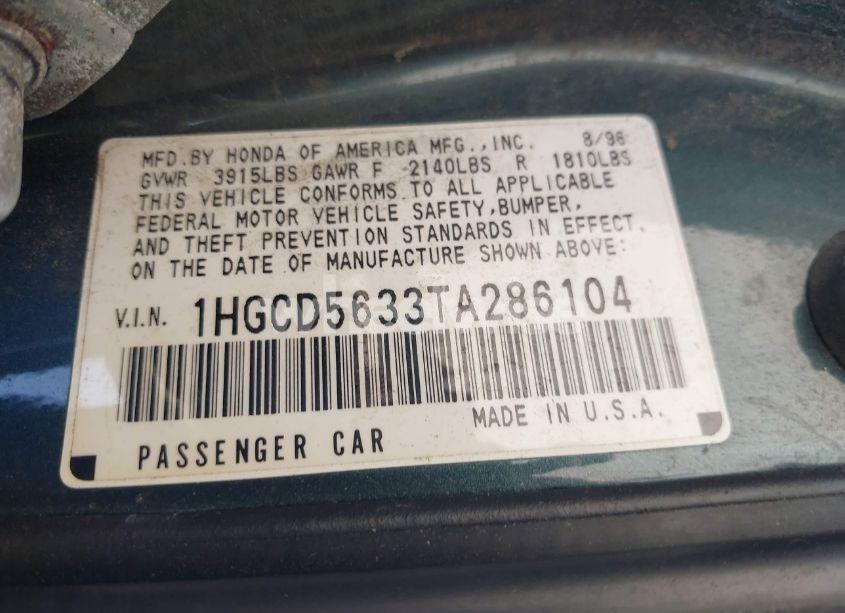 MFD.BY HONDA OF AMERICA MFG.,INC. 8/96
GVWR 3915LBS GAWR F 2140LBS R 1810LBS
THIS VEHICLE CONFORMS TO ALL APPLICABLE
FEDERAL MOTOR VEHICLE SAFETY,BUMPER,
AND THEFT PREVENTION STANDARDS IN EFFECT.
ON THE DATE OF MANUFACTURE SHOWN ABOVE:
V.I.N. 1HGCD5633TA286104
MADE IN U.S.A.
PASSENGER CAR